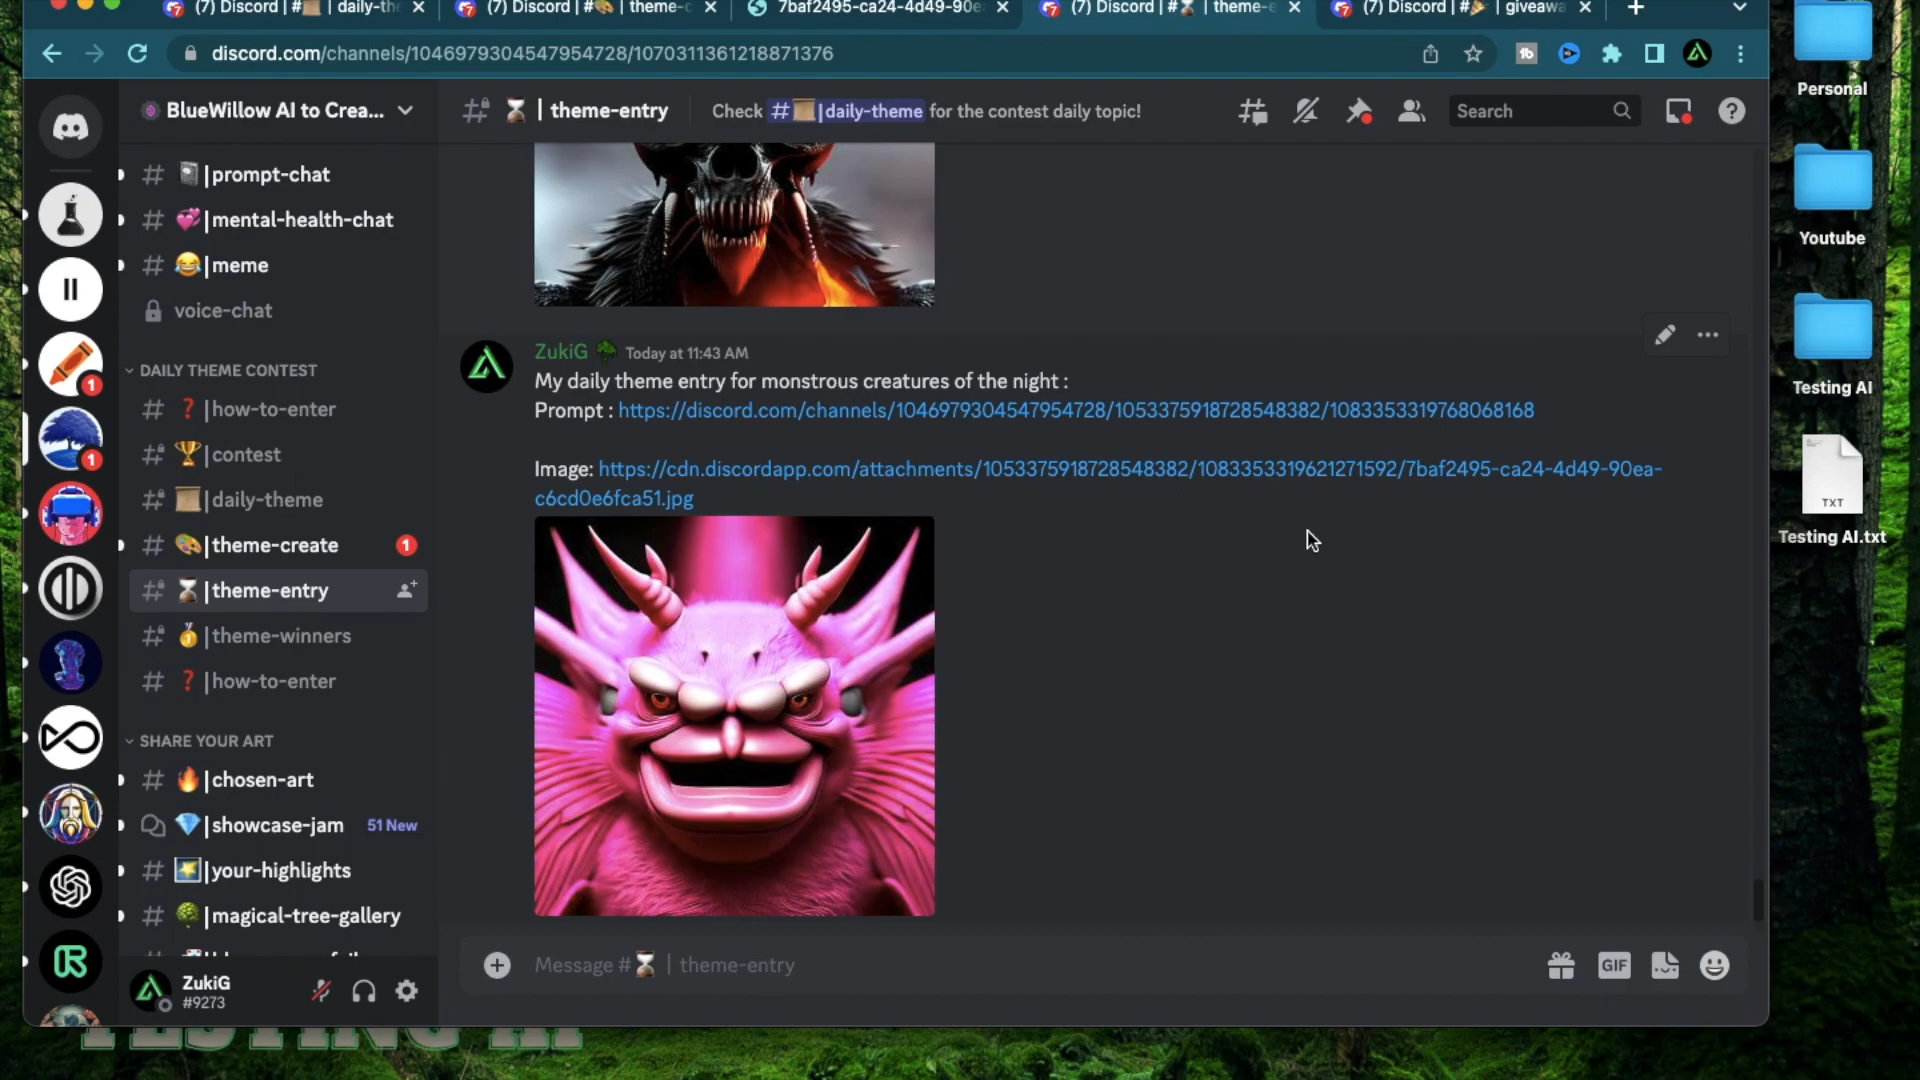 (7) Discord | # | daily-th
(7) Discord | # | theme-c
7baf2495-ca24-4d49-90e
(7) Discord | # | theme-e
(7) Discord | # | giveaw
discord.com/channels/1046979304547954728/1070311361218871376
BlueWillow AI to Crea...
| theme-entry
Check # |daily-theme for the contest daily topic!
Search
|prompt-chat
|mental-health-chat
|meme
voice-chat
DAILY THEME CONTEST
|how-to-enter
|contest
|daily-theme
|theme-create 1
|theme-entry
|theme-winners
|how-to-enter
SHARE YOUR ART
|chosen-art
|showcase-jam 51 New
|your-highlights
|magical-tree-gallery
ZukiG
#9273
1
1
ZukiG Today at 11:43 AM
My daily theme entry for monstrous creatures of the night :
Prompt : https://discord.com/channels/1046979304547954728/1053375918728548382/1083353319768068168
Image: https://cdn.discordapp.com/attachments/1053375918728548382/1083353319621271592/7baf2495-ca24-4d49-90ea-
c6cd0e6fca51.jpg
Message # | theme-entry
GIF
Personal
Youtube
Testing AI
TXT
Testing AI.txt
TESTING AI